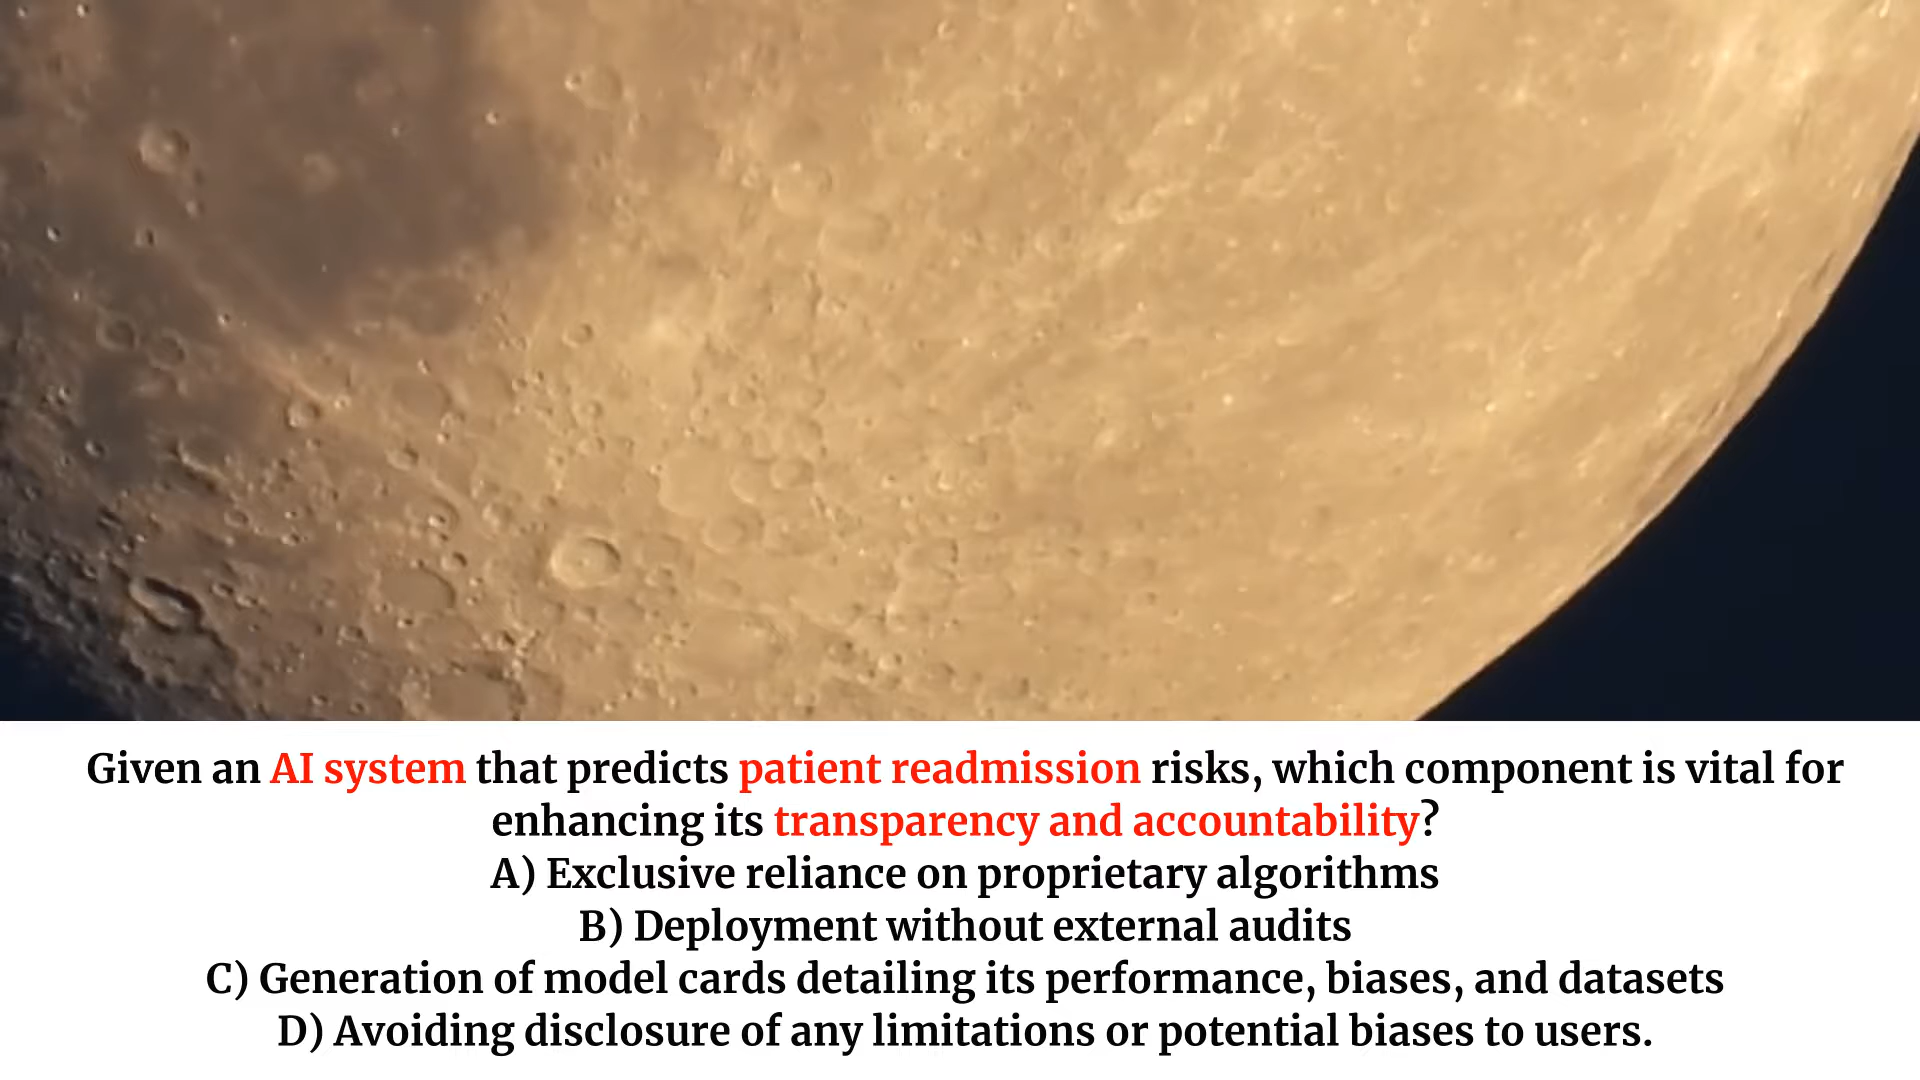 Given an AI system that predicts patient readmission risks, which component is vital for
enhancing its transparency and accountability?
A) Exclusive reliance on proprietary algorithms
B) Deployment without external audits
C) Generation of model cards detailing its performance, biases, and datasets
D) Avoiding disclosure of any limitations or potential biases to users.